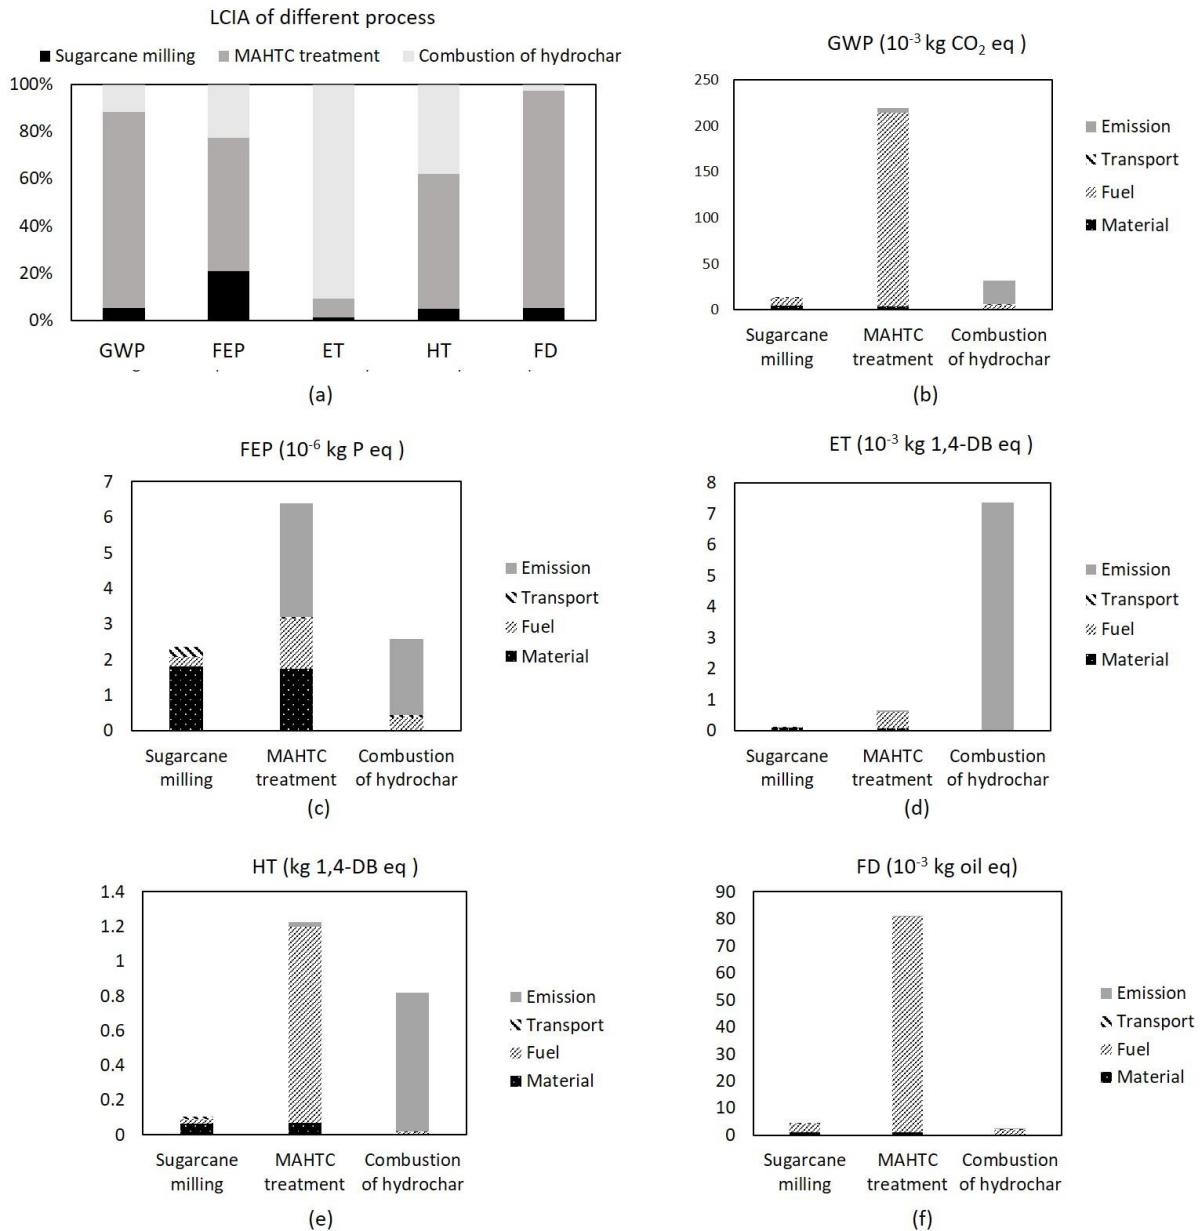 LCIA of different process
Sugarcane milling MAHTC treatment Combustion of hydrochar
100%
80%
60%
40%
20%
0%
GWP FEP ET HT FD
(a)
GWP (10⁻³ kg CO₂ eq)
250
200
150
100
50
0
Emission
Transport
Fuel
Material
Sugarcane milling
MAHTC treatment
Combustion of hydrochar
(b)
FEP (10⁻⁶ kg P eq )
7
6
5
4
3
2
1
0
Emission
Transport
Fuel
Material
Sugarcane milling
MAHTC treatment
Combustion of hydrochar
(c)
ET (10⁻³ kg 1,4-DB eq )
8
7
6
5
4
3
2
1
0
Emission
Transport
Fuel
Material
Sugarcane milling
MAHTC treatment
Combustion of hydrochar
(d)
HT (kg 1,4-DB eq )
1.4
1.2
1
0.8
0.6
0.4
0.2
0
Emission
Transport
Fuel
Material
Sugarcane milling
MAHTC treatment
Combustion of hydrochar
(e)
FD (10⁻³ kg oil eq)
90
80
70
60
50
40
30
20
10
0
Emission
Transport
Fuel
Material
Sugarcane milling
MAHTC treatment
Combustion of hydrochar
(f)